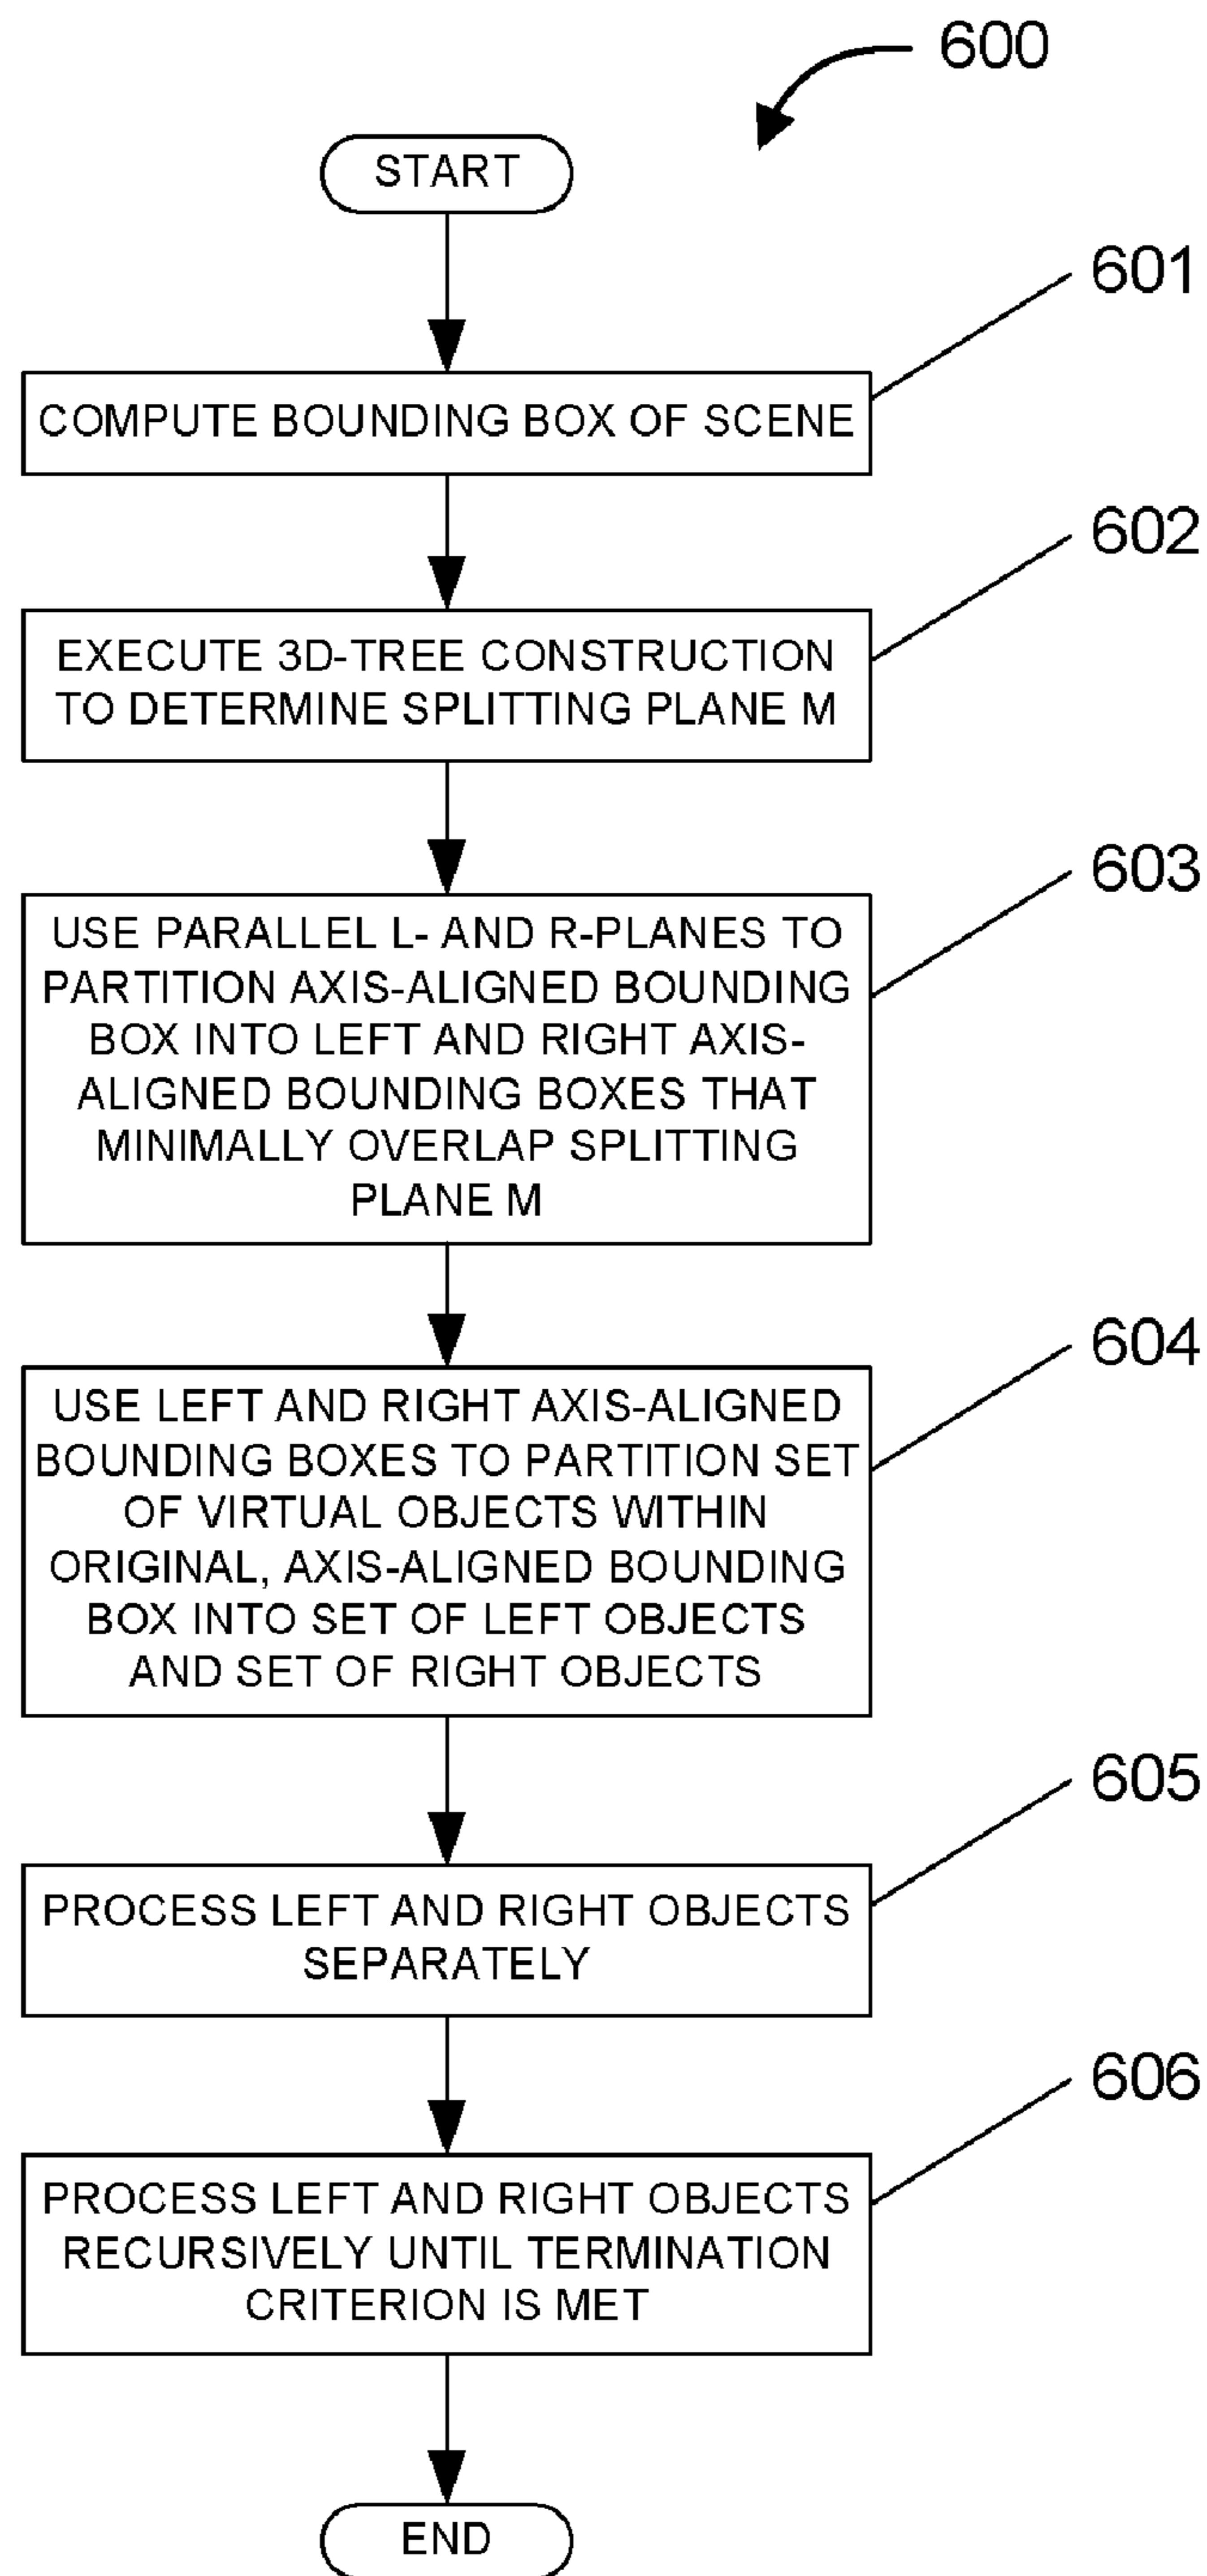 600
START
601
COMPUTE BOUNDING BOX OF SCENE
602
EXECUTE 3D-TREE CONSTRUCTION
TO DETERMINE SPLITTING PLANE M
603
USE PARALLEL L- AND R-PLANES TO
PARTITION AXIS-ALIGNED BOUNDING
BOX INTO LEFT AND RIGHT AXIS-
ALIGNED BOUNDING BOXES THAT
MINIMALLY OVERLAP SPLITTING
PLANE M
604
USE LEFT AND RIGHT AXIS-ALIGNED
BOUNDING BOXES TO PARTITION SET
OF VIRTUAL OBJECTS WITHIN
ORIGINAL, AXIS-ALIGNED BOUNDING
BOX INTO SET OF LEFT OBJECTS
AND SET OF RIGHT OBJECTS
605
PROCESS LEFT AND RIGHT OBJECTS
SEPARATELY
606
PROCESS LEFT AND RIGHT OBJECTS
RECURSIVELY UNTIL TERMINATION
CRITERION IS MET
END